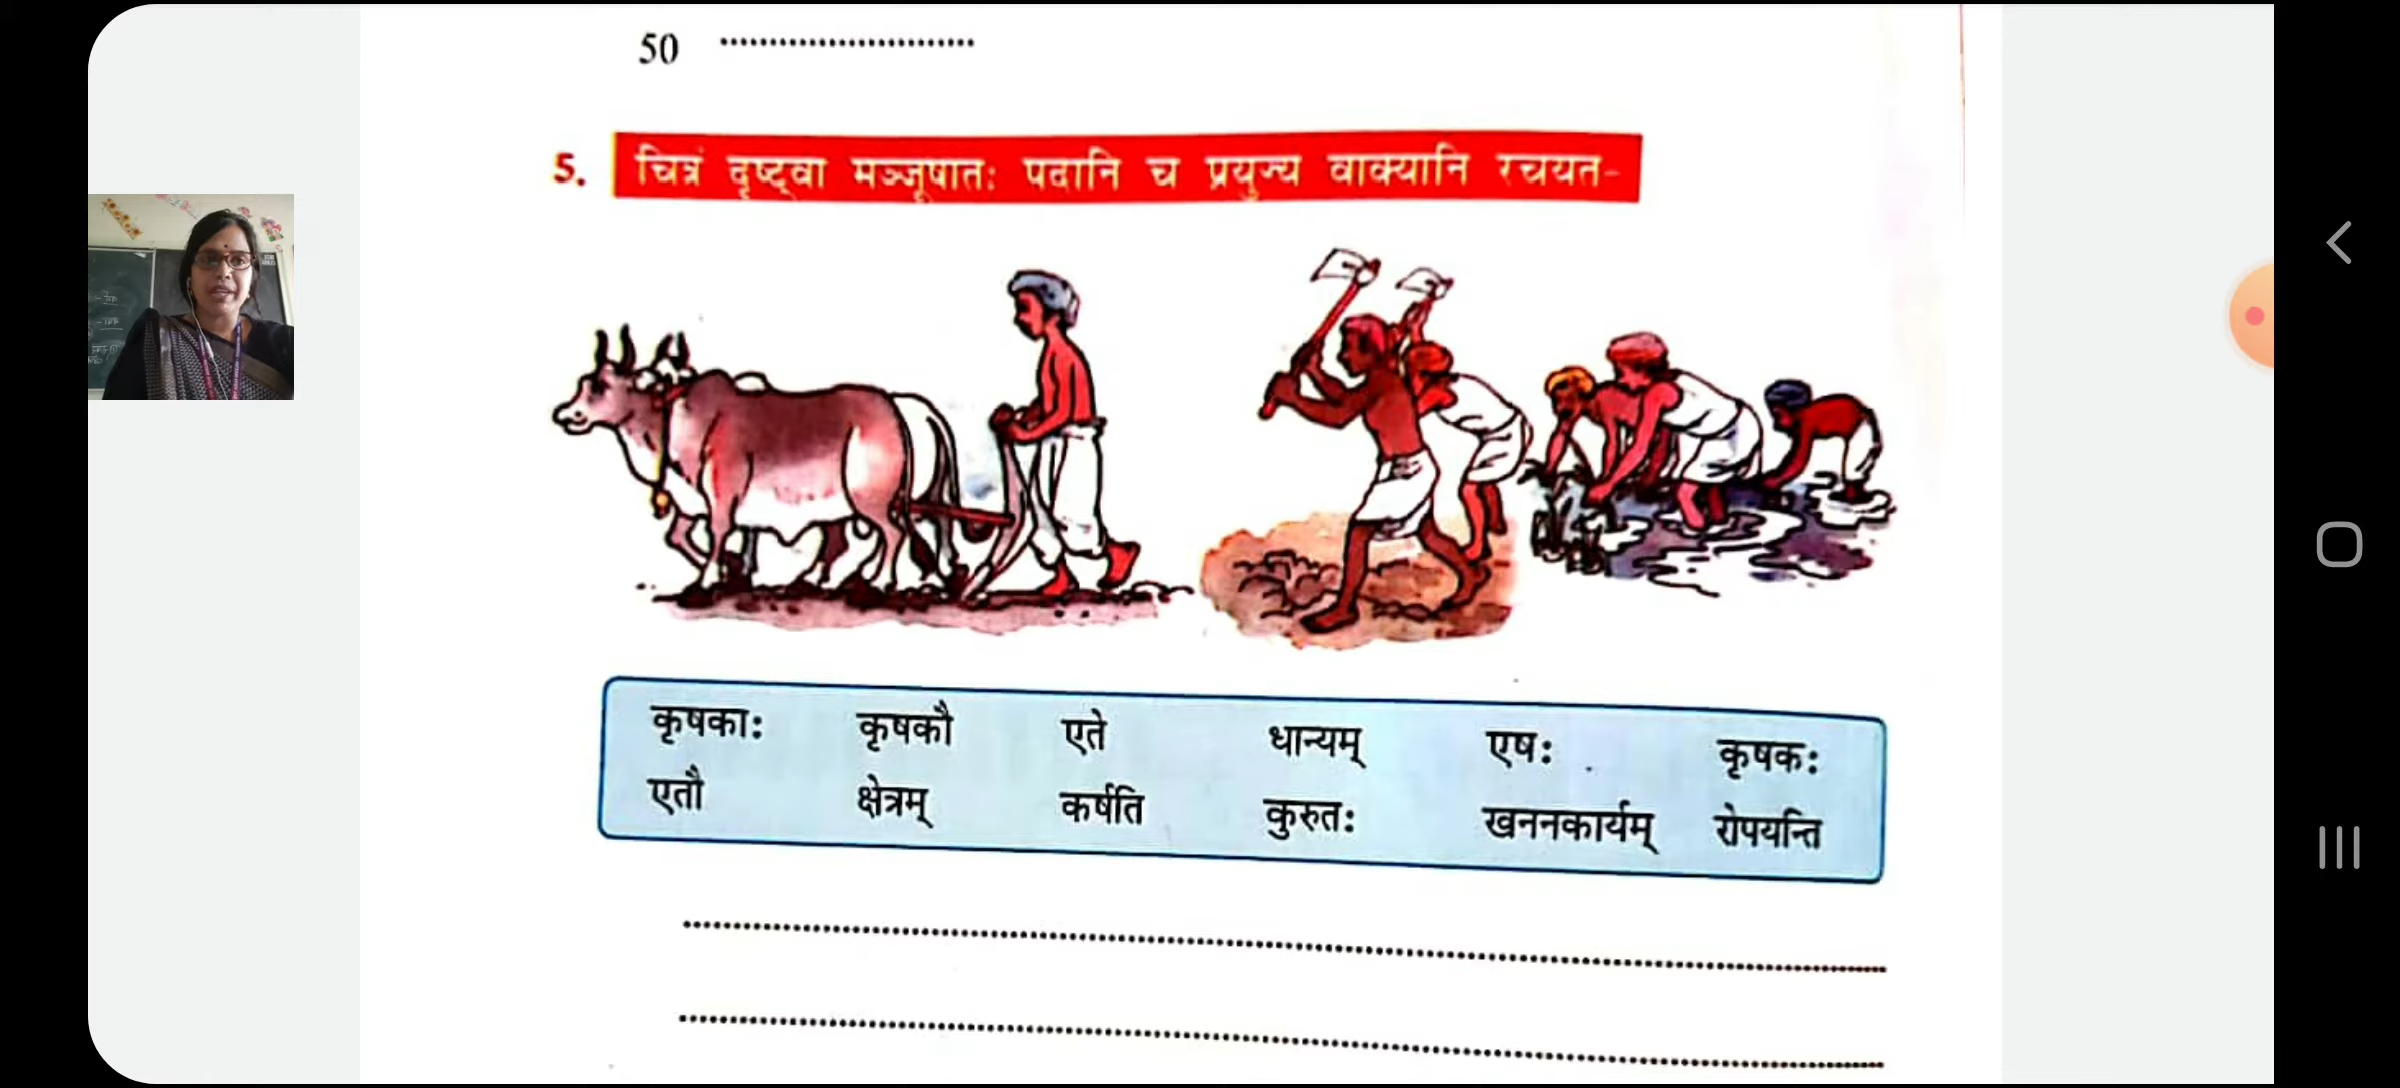 50 ..........................
5. चित्रं दृष्ट्वा मञ्जूषातः पदानि च प्रयुज्य वाक्यानि रचयत-
कृषकाः कृषकौ एते धान्यम् एषः कृषकः
एतौ क्षेत्रम् कर्षति कुरुतः खननकार्यम् रोपयन्ति